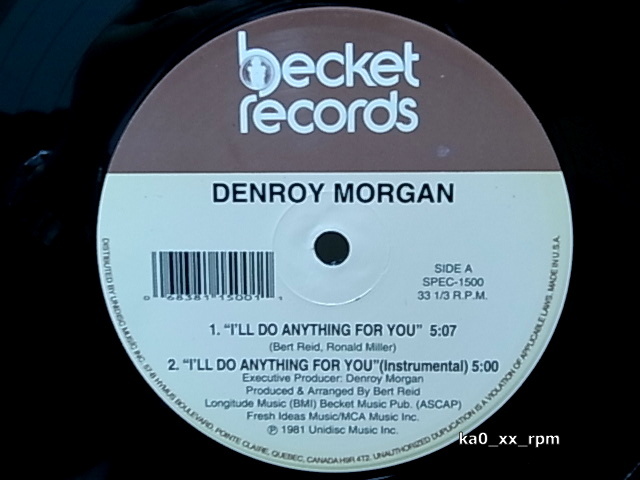 becket
records
DENROY MORGAN
SIDE A
SPEC-1500
33 1/3 R.P.M.
0 68381 15001 1
1. "I'LL DO ANYTHING FOR YOU" 5:07
(Bert Reid, Ronald Miller)
2. "I'LL DO ANYTHING FOR YOU"(Instrumental) 5:00
Executive Producer: Denroy Morgan
Produced & Arranged By Bert Reid
Longitude Music (BMI) Becket Music Pub. (ASCAP)
Fresh Ideas Music/MCA Music Inc.
℗ 1981 Unidisc Music Inc.
DISTRIBUTED BY UNIDISC MUSIC INC. 57-B HYMUS BOULEVARD, POINTE CLAIRE, QUEBEC, CANADA H9R 4T2. UNAUTHORIZED DUPLICATION IS A VIOLATION OF APPLICABLE LAWS. MADE IN U.S.A.
ka0_xx_rpm